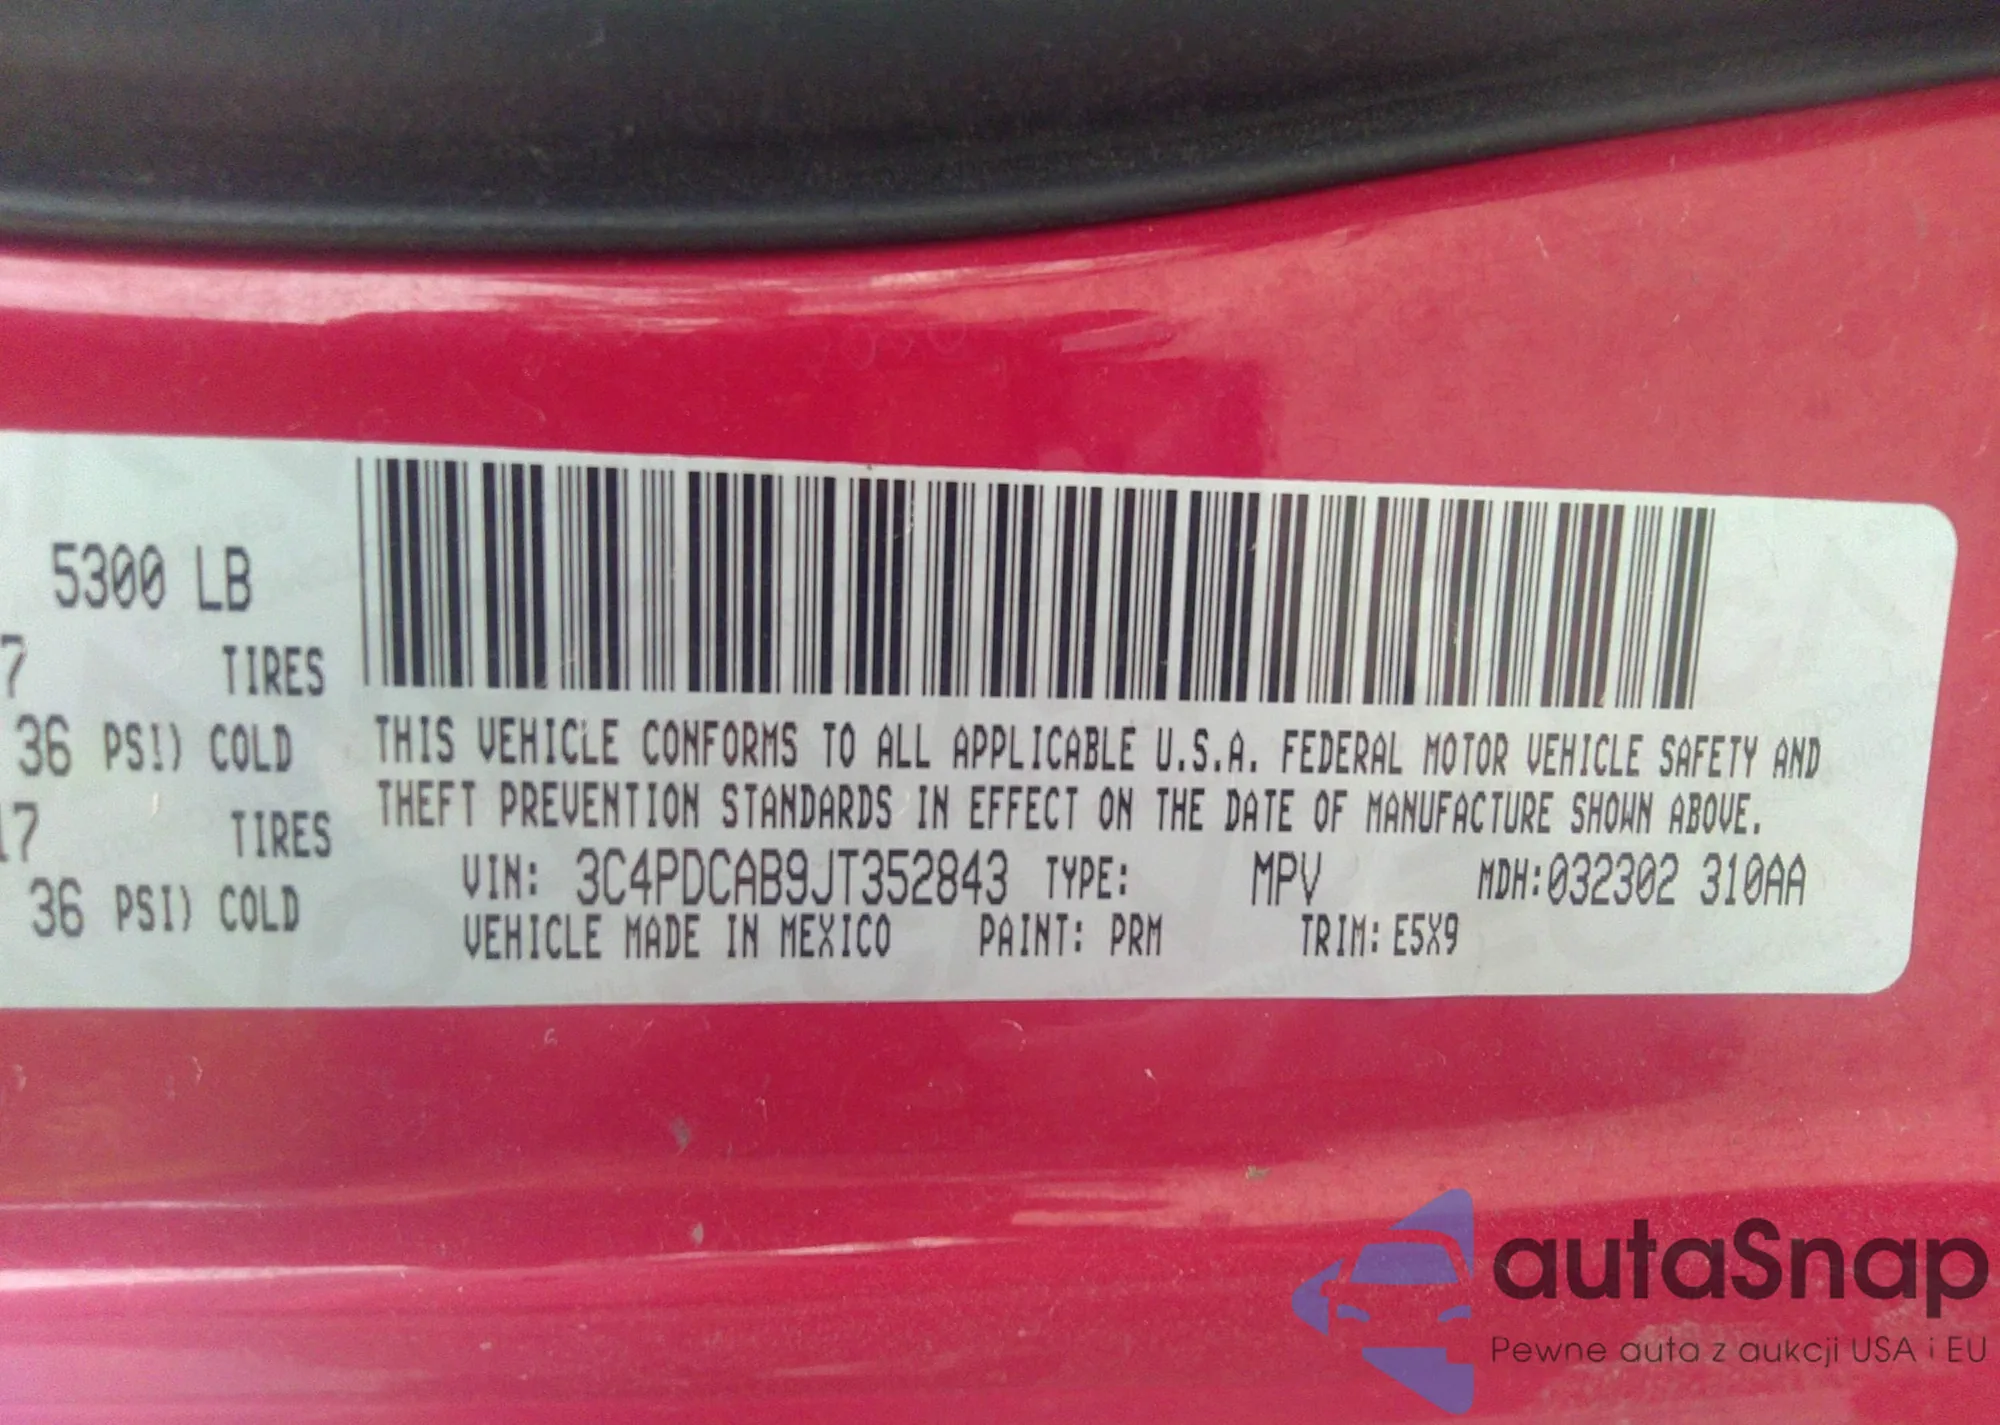 5300 LB
7 TIRES
36 PSI) COLD
17 TIRES
36 PSI) COLD
THIS VEHICLE CONFORMS TO ALL APPLICABLE U.S.A. FEDERAL MOTOR VEHICLE SAFETY AND
THEFT PREVENTION STANDARDS IN EFFECT ON THE DATE OF MANUFACTURE SHOWN ABOVE.
VIN: 3C4PDCAB9JT352843 TYPE: MPV MDH:032302 310AA
VEHICLE MADE IN MEXICO PAINT: PRM TRIM: E5X9
autaSnap
Pewne auta z aukcji USA i EU